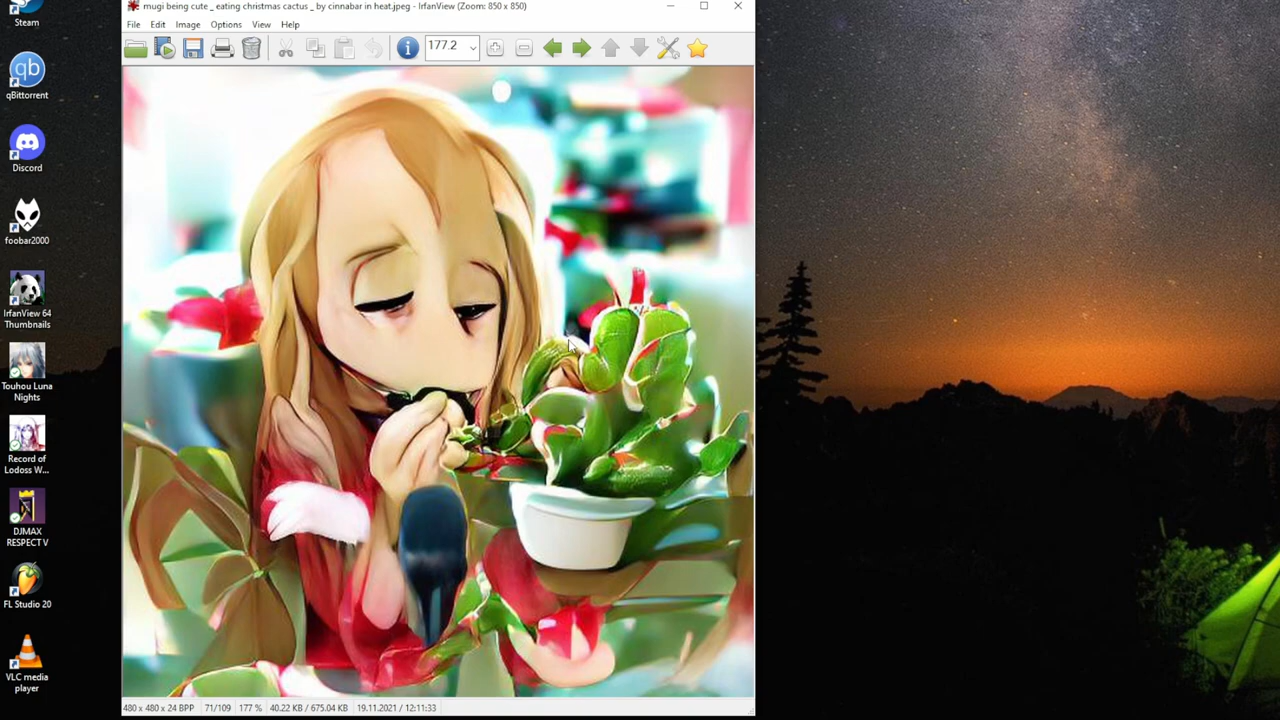 Steam
mugi being cute _ eating christmas cactus _ by cinnabar in heat.jpeg - IrfanView (Zoom: 850 x 850)
File Edit Image Options View Help
177.2
qb
qBittorrent
Discord
foobar2000
IrfanView 64
Thumbnails
Touhou Luna
Nights
Record of
Lodoss W...
DJMAX
RESPECT V
FL Studio 20
VLC media
player
480 x 480 x 24 BPP 71/109 177 % 40.22 KB / 675.04 KB 19.11.2021 / 12:11:33